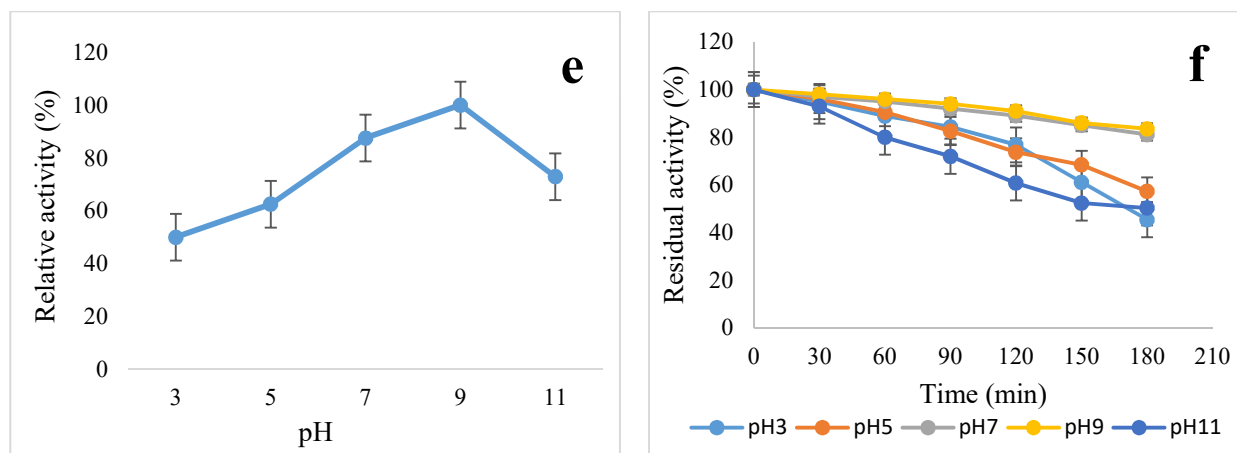 e
Relative activity (%)
120
100
80
60
40
20
0
3 5 7 9 11
pH
f
Residual activity (%)
120
100
80
60
40
20
0
0 30 60 90 120 150 180 210
Time (min)
pH3 pH5 pH7 pH9 pH11